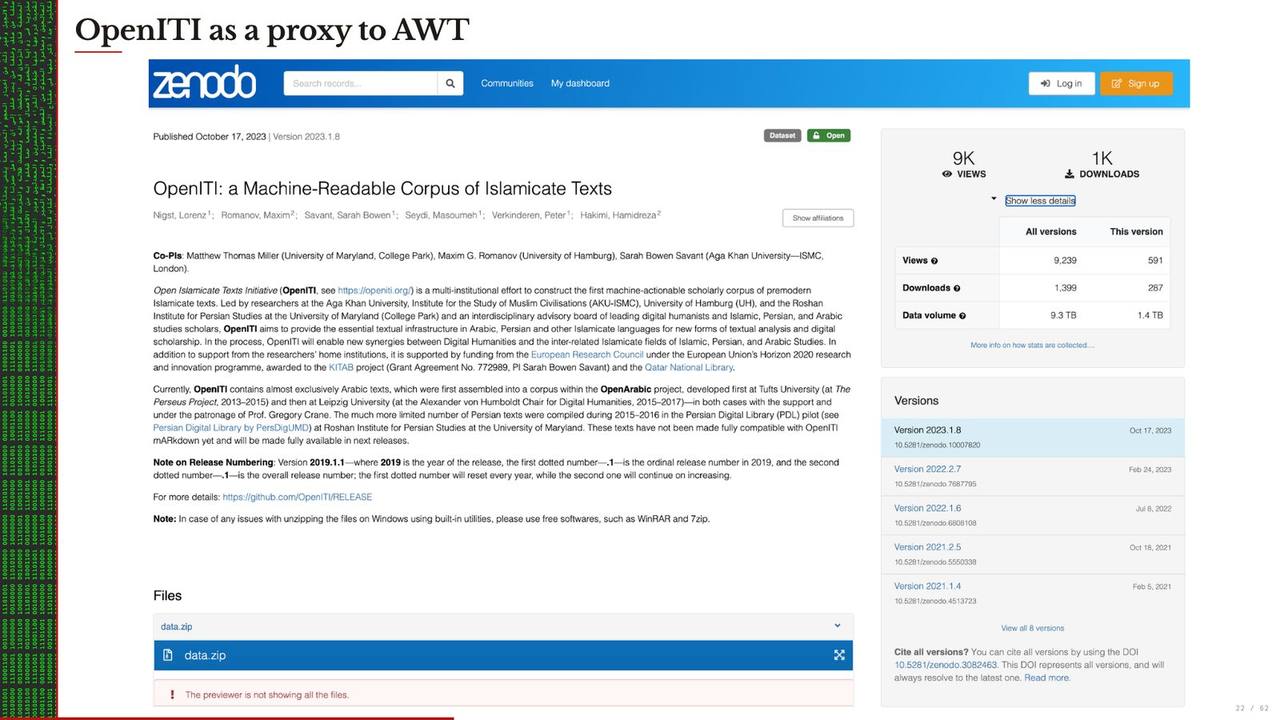 OpenITI as a proxy to AWT
zenodo
Search records...
Communities
My dashboard
Log in
Sign up
Published October 17, 2023 | Version 2023.1.8
Dataset
Open
OpenITI: a Machine-Readable Corpus of Islamicate Texts
Nigst, Lorenz1; Romanov, Maxim2; Savant, Sarah Bowen1; Seydi, Masoumeh1; Verkinderen, Peter1; Hakimi, Hamidreza2
Show affiliations
Co-PIs: Matthew Thomas Miller (University of Maryland, College Park), Maxim G. Romanov (University of Hamburg), Sarah Bowen Savant (Aga Khan University—ISMC,
London).
Open Islamicate Texts Initiative (OpenITI, see https://openiti.org/) is a multi-institutional effort to construct the first machine-actionable scholarly corpus of premodern
Islamicate texts. Led by researchers at the Aga Khan University, Institute for the Study of Muslim Civilisations (AKU-ISMC), University of Hamburg (UH), and the Roshan
Institute for Persian Studies at the University of Maryland (College Park) and an interdisciplinary advisory board of leading digital humanists and Islamic, Persian, and Arabic
studies scholars, OpenITI aims to provide the essential textual infrastructure in Arabic, Persian and other Islamicate languages for new forms of textual analysis and digital
scholarship. In the process, OpenITI will enable new synergies between Digital Humanities and the inter-related Islamicate fields of Islamic, Persian, and Arabic Studies. In
addition to support from the researchers' home institutions, it is supported by funding from the European Research Council under the European Union's Horizon 2020 research
and innovation programme, awarded to the KITAB project (Grant Agreement No. 772989, PI Sarah Bowen Savant) and the Qatar National Library.
Currently, OpenITI contains almost exclusively Arabic texts, which were first assembled into a corpus within the OpenArabic project, developed first at Tufts University (at The
Perseus Project, 2013–2015) and then at Leipzig University (at the Alexander von Humboldt Chair for Digital Humanities, 2015–2017)—in both cases with the support and
under the patronage of Prof. Gregory Crane. The much more limited number of Persian texts were compiled during 2015–2016 in the Persian Digital Library (PDL) pilot (see
Persian Digital Library by PersDigUMD) at Roshan Institute for Persian Studies at the University of Maryland. These texts have not been made fully compatible with OpenITI
mARkdown yet and will be made fully available in next releases.
Note on Release Numbering: Version 2019.1.1—where 2019 is the year of the release, the first dotted number—.1—is the ordinal release number in 2019, and the second
dotted number—.1—is the overall release number; the first dotted number will reset every year, while the second one will continue on increasing.
For more details: https://github.com/OpenITI/RELEASE
Note: In case of any issues with unzipping the files on Windows using built-in utilities, please use free softwares, such as WinRAR and 7zip.
Files
data.zip
data.zip
The previewer is not showing all the files.
9K
VIEWS
1K
DOWNLOADS
Show less details
All versions This version
Views 9,239 591
Downloads 1,399 287
Data volume 9.3 TB 1.4 TB
More info on how stats are collected....
Versions
Version 2023.1.8 Oct 17, 2023
10.5281/zenodo.10007820
Version 2022.2.7 Feb 24, 2023
10.5281/zenodo.7687795
Version 2022.1.6 Jul 8, 2022
10.5281/zenodo.6808108
Version 2021.2.5 Oct 18, 2021
10.5281/zenodo.5550338
Version 2021.1.4 Feb 5, 2021
10.5281/zenodo.4513723
View all 8 versions
Cite all versions? You can cite all versions by using the DOI
10.5281/zenodo.3082463. This DOI represents all versions, and will
always resolve to the latest one. Read more.
22 / 62